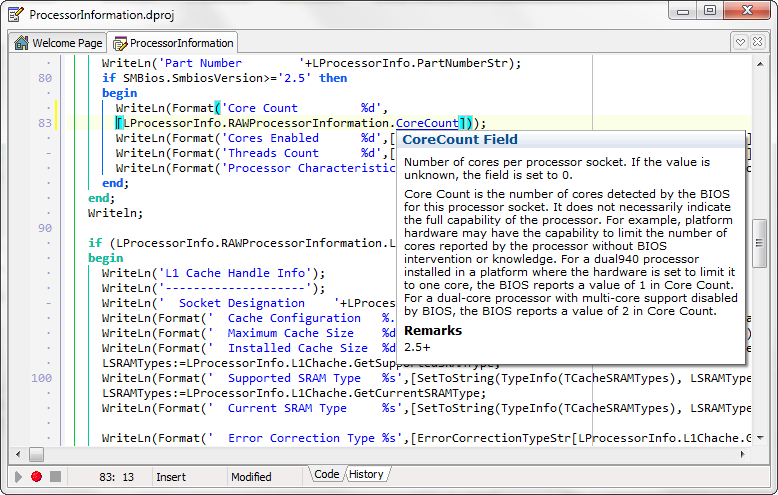 ProcessorInformation.dproj
Welcome Page ProcessorInformation
WriteLn('Part Number '+LProcessorInfo.PartNumberStr);
80 if SMBios.SmbiosVersion>='2.5' then
begin
WriteLn(Format('Core Count %d',
83 [LProcessorInfo.RAWProcessorInformation.CoreCount]));
WriteLn(Format('Cores Enabled %d',[
WriteLn(Format('Threads Count %d',[
WriteLn(Format('Processor Characteristic
end;
end;
Writeln;
90
if (LProcessorInfo.RAWProcessorInformation.L
begin
WriteLn('L1 Cache Handle Info');
WriteLn('--------------------');
WriteLn(' Socket Designation '+LProce
WriteLn(Format(' Cache Configuration %.
WriteLn(Format(' Maximum Cache Size %d
WriteLn(Format(' Installed Cache Size %d
LSRAMTypes:=LProcessorInfo.L1Chache.GetSupportedSRAMType;
100 WriteLn(Format(' Supported SRAM Type %s',[SetToString(TypeInfo(TCacheSRAMTypes), LSRAMT
LSRAMTypes:=LProcessorInfo.L1Chache.GetCurrentSRAMType;
WriteLn(Format(' Current SRAM Type %s',[SetToString(TypeInfo(TCacheSRAMTypes), LSRAMT
WriteLn(Format(' Error Correction Type %s',[ErrorCorrectionTypeStr[LProcessorInfo.L1Chache.G
CoreCount Field
Number of cores per processor socket. If the value is
unknown, the field is set to 0.
Core Count is the number of cores detected by the BIOS
for this processor socket. It does not necessarily indicate
the full capability of the processor. For example, platform
hardware may have the capability to limit the number of
cores reported by the processor without BIOS
intervention or knowledge. For a dual940 processor
installed in a platform where the hardware is set to limit it
to one core, the BIOS reports a value of 1 in Core Count.
For a dual-core processor with multi-core support disabled
by BIOS, the BIOS reports a value of 2 in Core Count.
Remarks
2.5+
83: 13 Insert Modified Code History